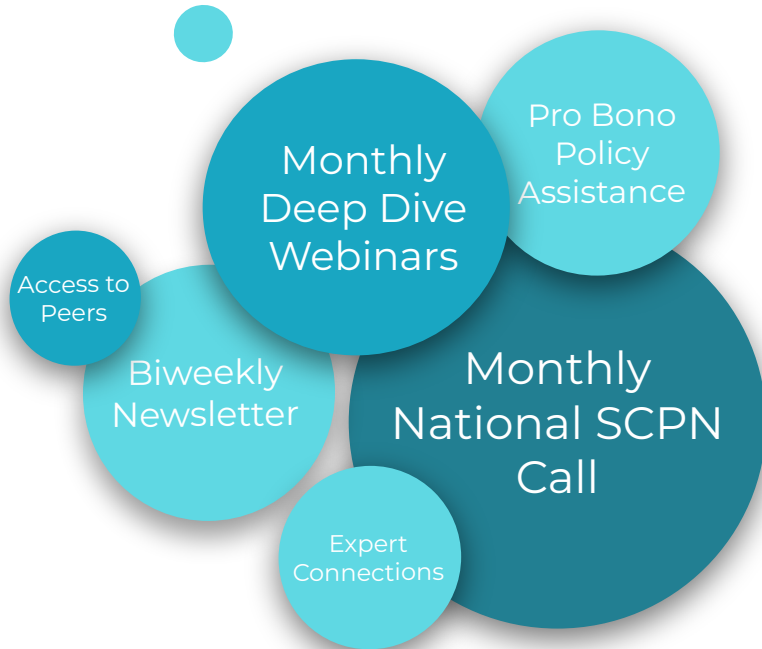 Pro Bono
Policy
Assistance
Monthly
Deep Dive
Webinars
Access to
Peers
Biweekly
Newsletter
Monthly
National SCPN
Call
Expert
Connections